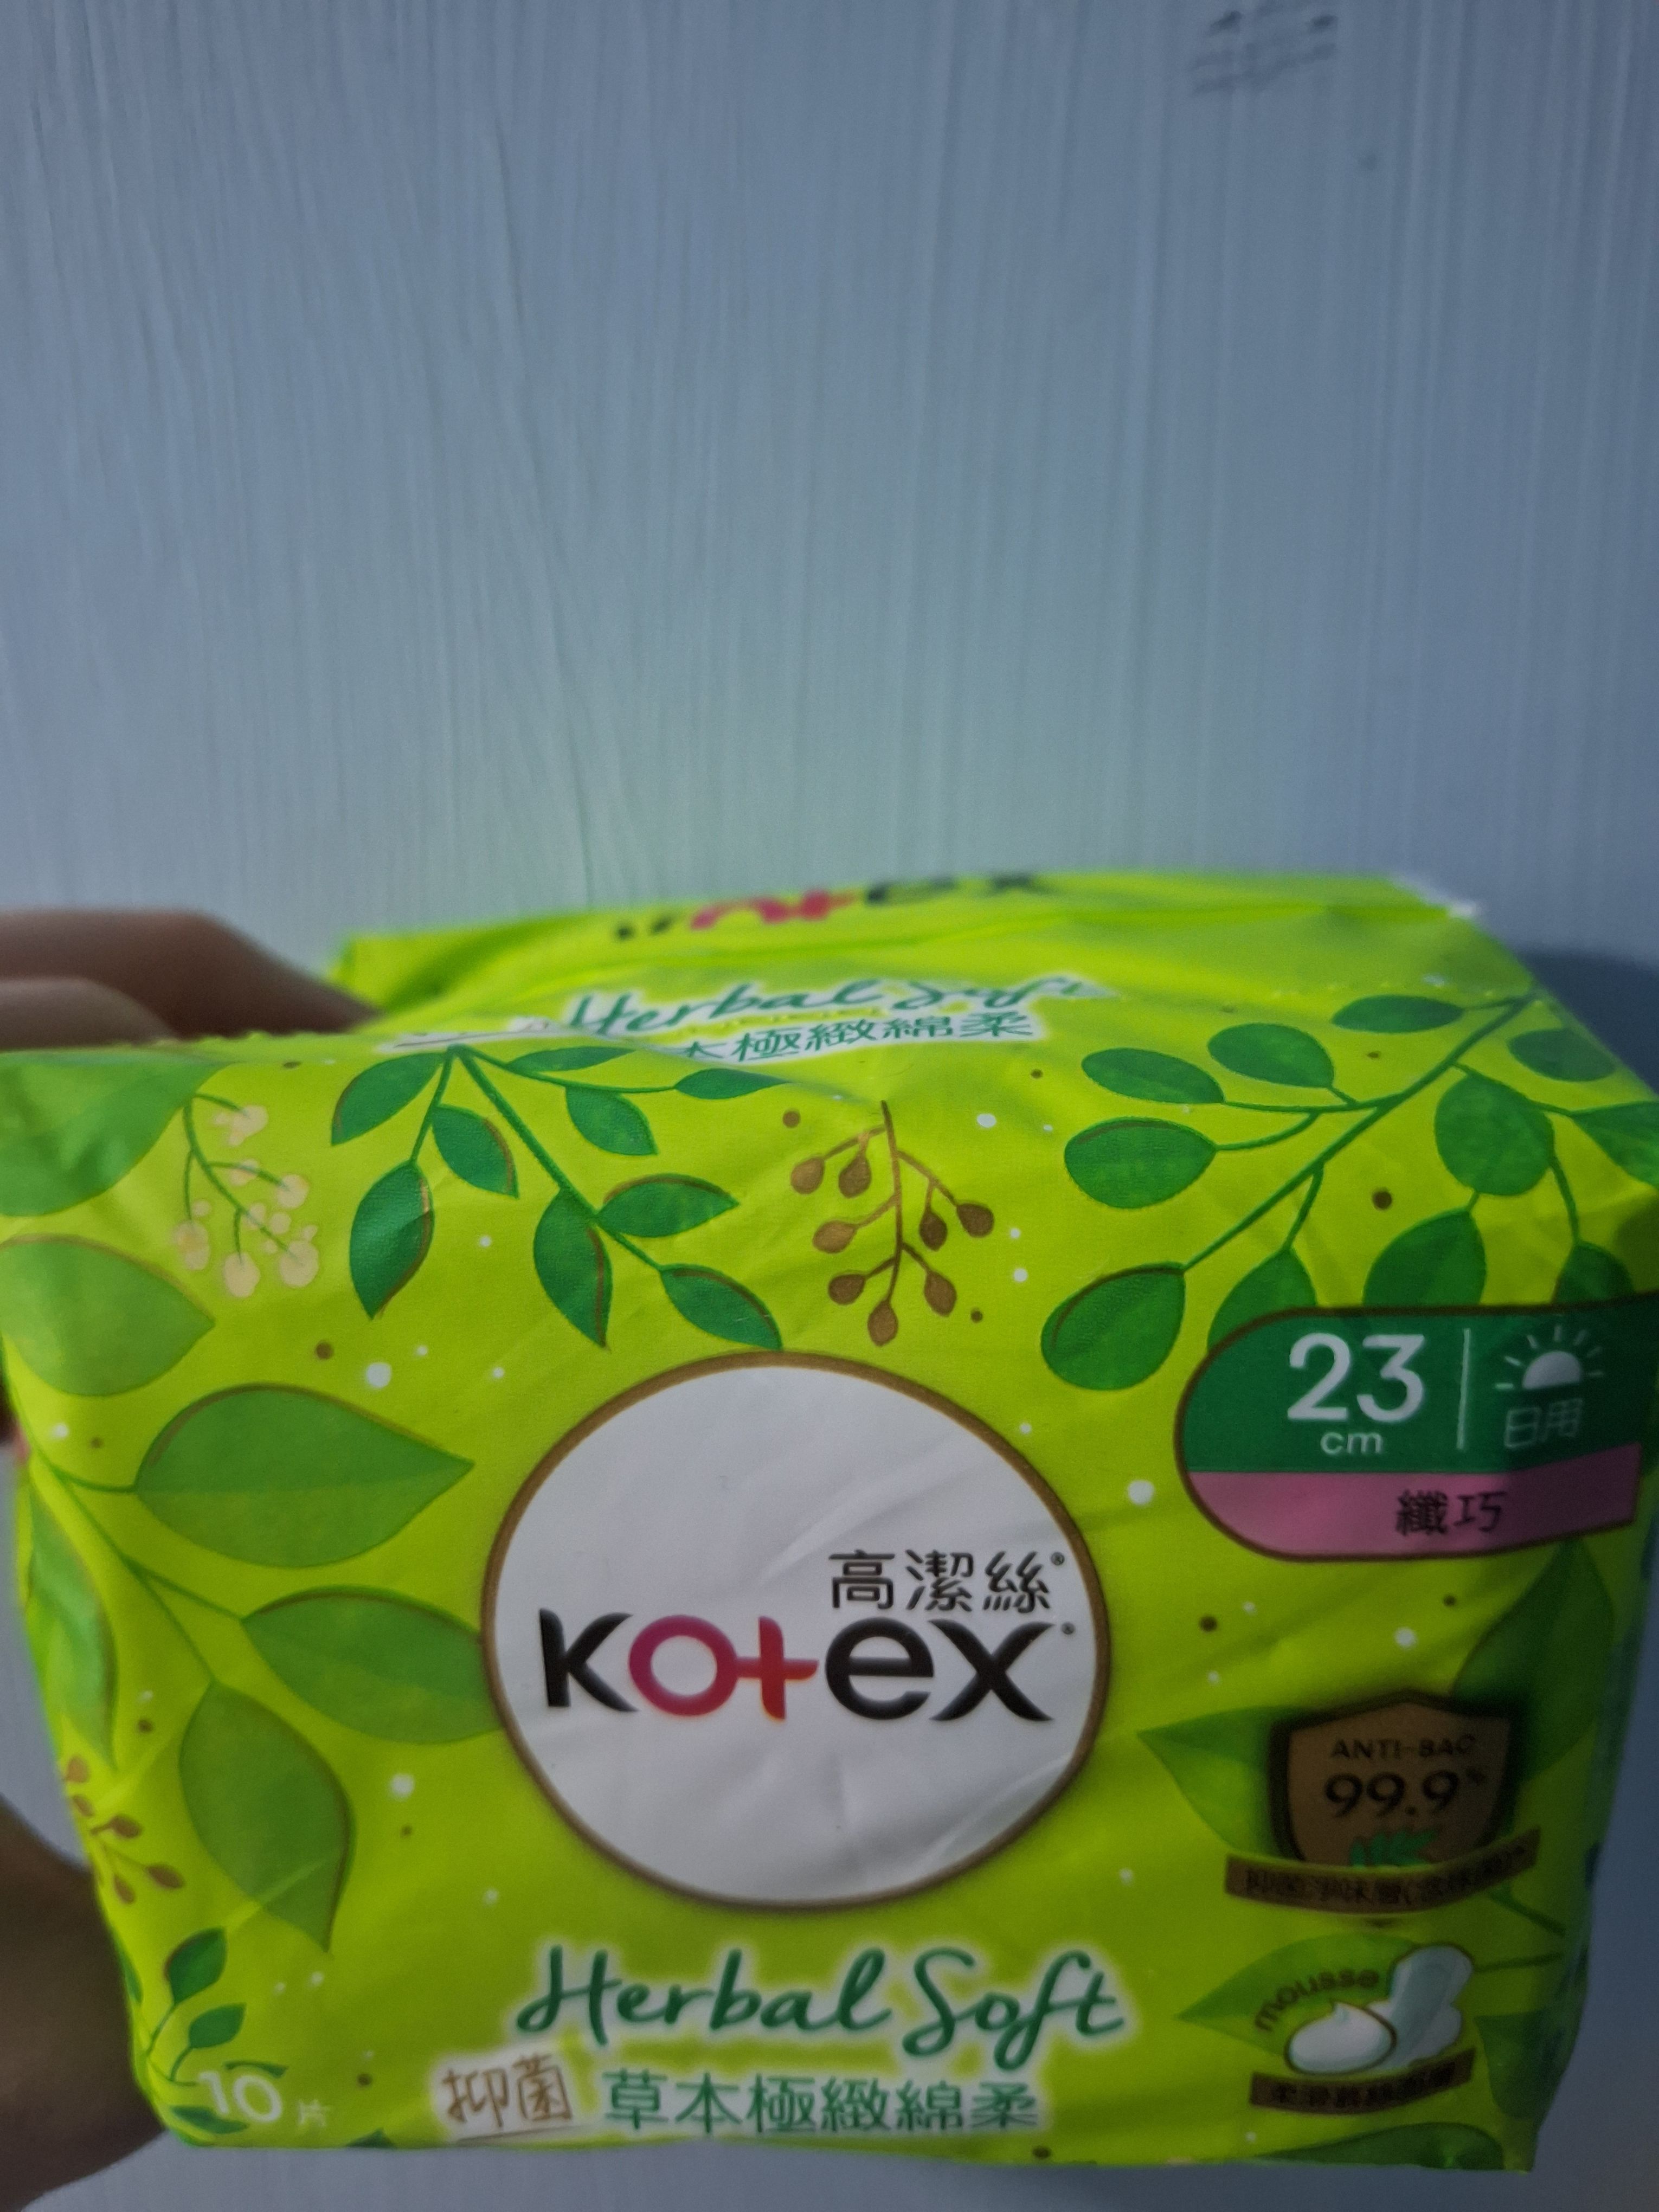 Kotex
Herbal Soft
本極緻綿柔
23
cm
日用
纖巧
高潔絲®
Kotex®
ANTI-BAC
99.9%
Herbal Soft
mousse
抑菌 草本極緻綿柔
10片